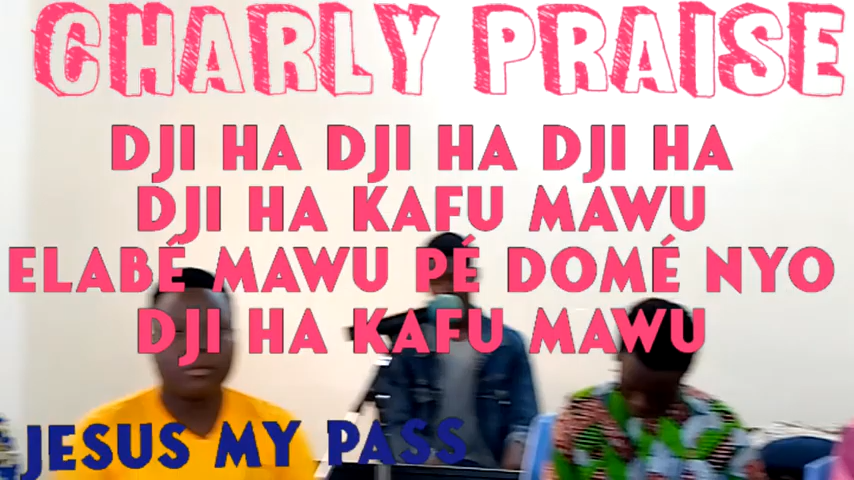 CHARLY PRAISE
DJI HA DJI HA DJI HA
DJI HA KAFU MAWU
ELABÉ MAWU PÉ DOMÉ NYO
DJI HA KAFU MAWU
JESUS MY PASS